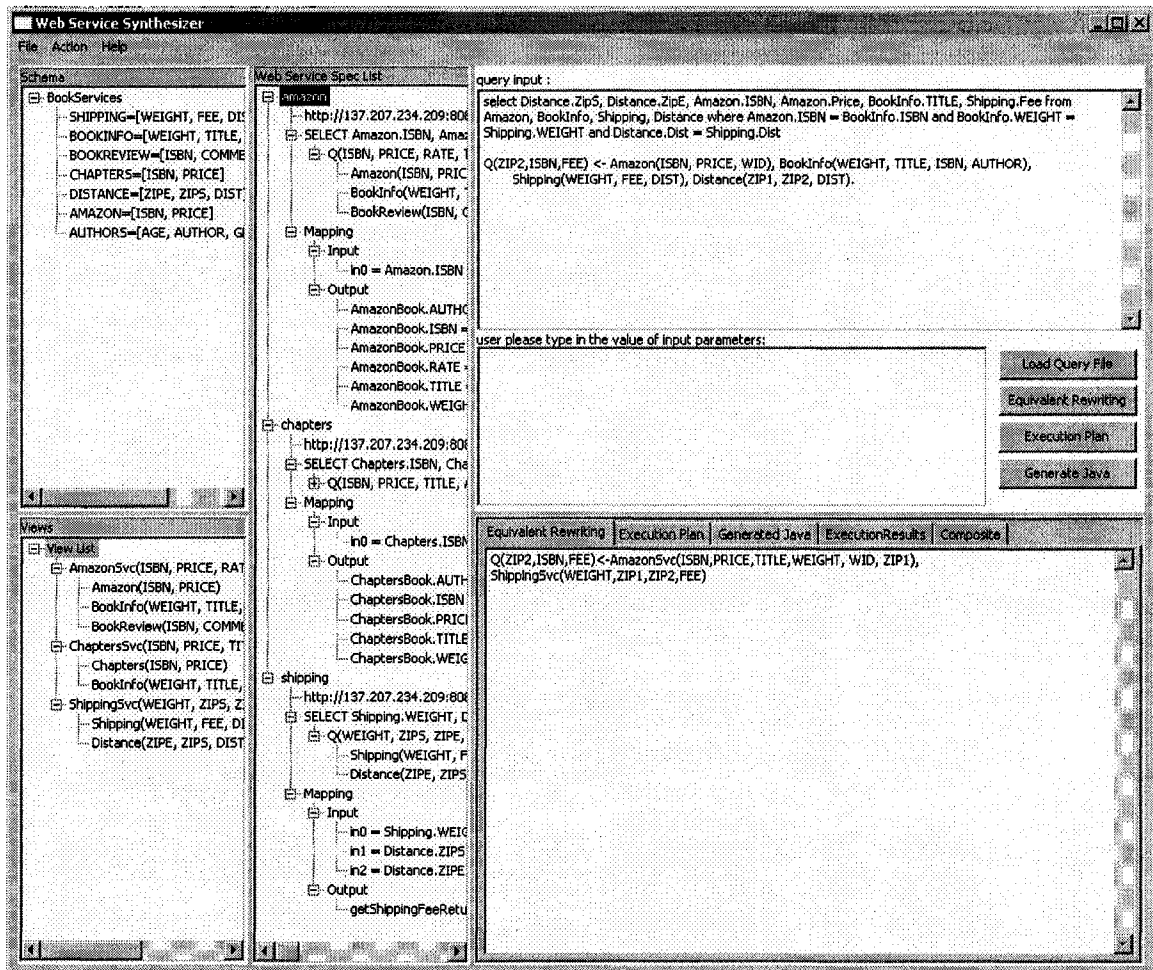 Web Service Synthesizer
File Action Help
Schema
BookServices
SHIPPING=[WEIGHT, FEE, DIS
BOOKINFO=[WEIGHT, TITLE,
BOOKREVIEW=[ISBN, COMME
CHAPTERS=[ISBN, PRICE]
DISTANCE=[ZIPE, ZIPS, DIST]
AMAZON=[ISBN, PRICE]
AUTHORS=[AGE, AUTHOR, G
Views
View List
AmazonSvc(ISBN, PRICE, RAT
Amazon(ISBN, PRICE)
BookInfo(WEIGHT, TITLE,
BookReview(ISBN, COMME
ChaptersSvc(ISBN, PRICE, TI
Chapters(ISBN, PRICE)
BookInfo(WEIGHT, TITLE,
ShippingSvc(WEIGHT, ZIPS, Z
Shipping(WEIGHT, FEE, DI
Distance(ZIPE, ZIPS, DIST
Web Service Spec List
amazon
http://137.207.234.209:808
SELECT Amazon.ISBN, Amaz
Q(ISBN, PRICE, RATE, T
Amazon(ISBN, PRIC
BookInfo(WEIGHT, T
BookReview(ISBN, C
Mapping
Input
in0 = Amazon.ISBN
Output
AmazonBook.AUTHO
AmazonBook.ISBN =
AmazonBook.PRICE
AmazonBook.RATE =
AmazonBook.TITLE =
AmazonBook.WEIGH
chapters
http://137.207.234.209:808
SELECT Chapters.ISBN, Cha
Q(ISBN, PRICE, TITLE, A
Mapping
Input
in0 = Chapters.ISBN
Output
ChaptersBook.AUTH
ChaptersBook.ISBN
ChaptersBook.PRICI
ChaptersBook.TITLE
ChaptersBook.WEIG
shipping
http://137.207.234.209:808
SELECT Shipping.WEIGHT, D
Q(WEIGHT, ZIPS, ZIPE,
Shipping(WEIGHT, F
Distance(ZIPE, ZIPS
Mapping
Input
in0 = Shipping.WEIG
in1 = Distance.ZIPS
in2 = Distance.ZIPE
Output
getShippingFeeRetu
query input :
select Distance.ZipS, Distance.ZipE, Amazon.ISBN, Amazon.Price, BookInfo.TITLE, Shipping.Fee from
Amazon, BookInfo, Shipping, Distance where Amazon.ISBN = BookInfo.ISBN and BookInfo.WEIGHT =
Shipping.WEIGHT and Distance.Dist = Shipping.Dist
Q(ZIP2,ISBN,FEE) <- Amazon(ISBN, PRICE, WID), BookInfo(WEIGHT, TITLE, ISBN, AUTHOR),
Shipping(WEIGHT, FEE, DIST), Distance(ZIP1, ZIP2, DIST).
user please type in the value of input parameters:
Load Query File
Equivalent Rewriting
Execution Plan
Generate Java
Equivalent Rewriting Execution Plan Generated Java ExecutionResults Composite
Q(ZIP2,ISBN,FEE)<-AmazonSvc(ISBN,PRICE,TITLE,WEIGHT, WID, ZIP1),
ShippingSvc(WEIGHT,ZIP1,ZIP2,FEE)